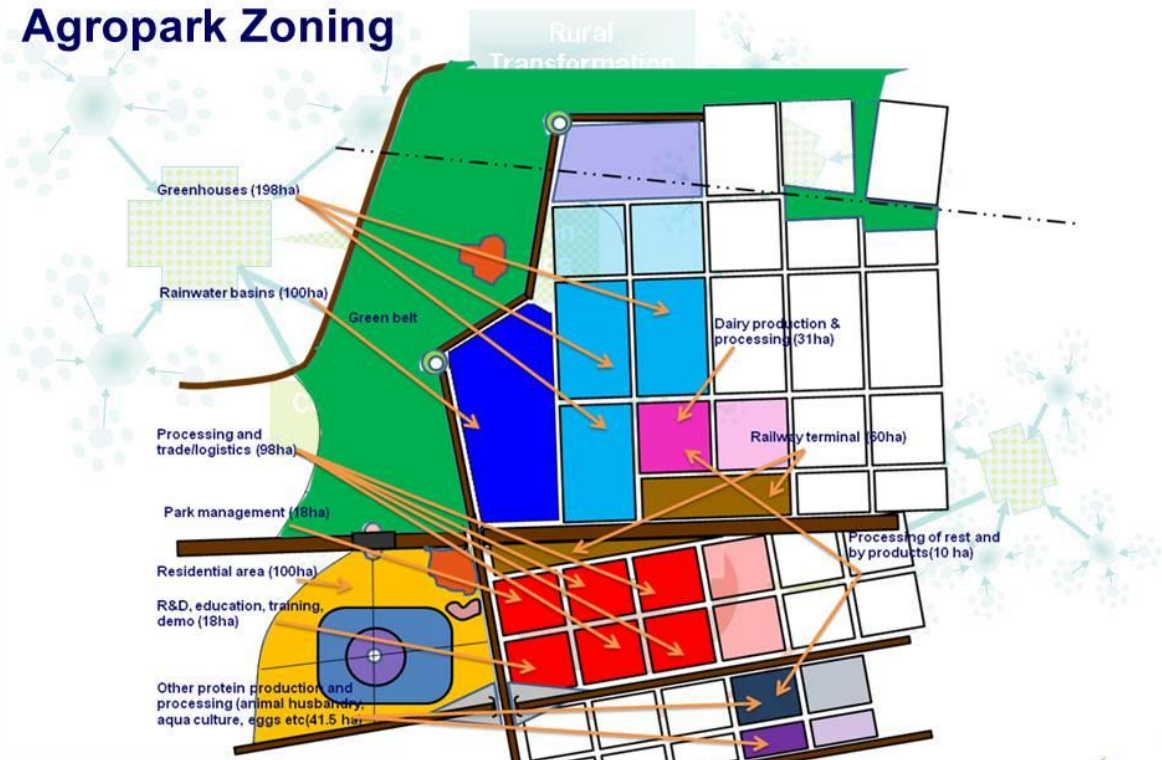 Agropark Zoning
Rural
Transformation
Greenhouses (198ha)
Rainwater basins (100ha)
Green belt
Dairy production &
processing (31ha)
Processing and
trade/logistics (98ha)
Railway terminal (60ha)
Park management (18ha)
Processing of rest and
by products(10 ha)
Residential area (100ha)
R&D, education, training,
demo (18ha)
Other protein production and
processing (animal husbandry,
aqua culture, eggs etc(41.5 ha)